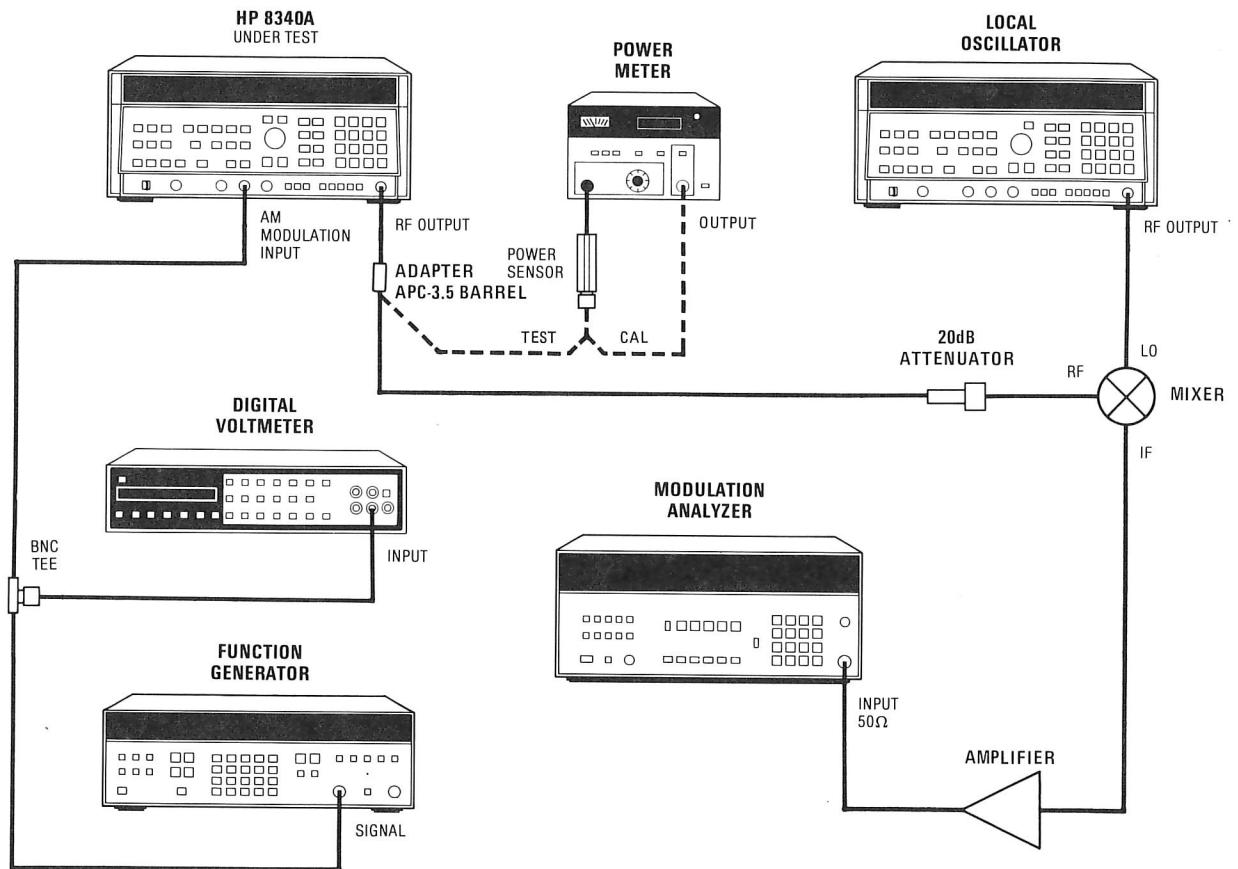 HP 8340A
UNDER TEST
POWER
METER
LOCAL
OSCILLATOR
AM
MODULATION
INPUT
RF OUTPUT
ADAPTER
APC-3.5 BARREL
POWER
SENSOR
OUTPUT
RF OUTPUT
TEST
CAL
20dB
ATTENUATOR
LO
RF
MIXER
IF
DIGITAL
VOLTMETER
BNC
TEE
INPUT
MODULATION
ANALYZER
FUNCTION
GENERATOR
INPUT
50Ω
AMPLIFIER
SIGNAL